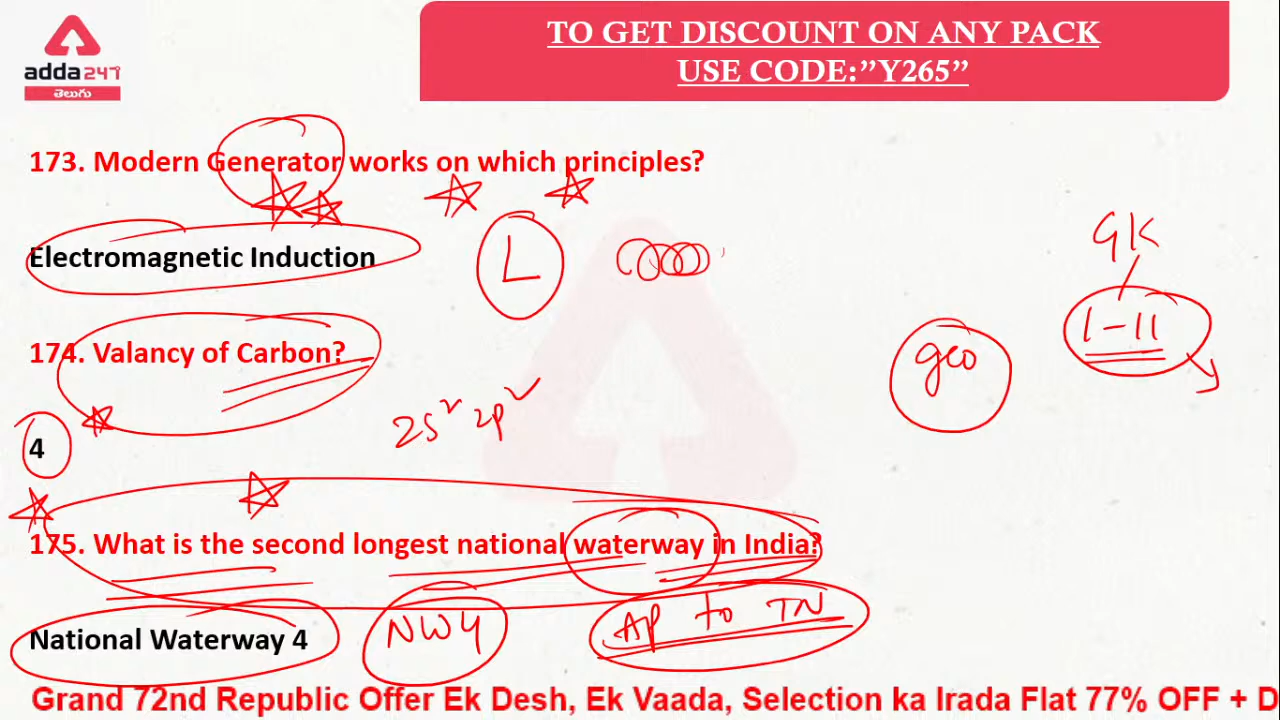 TO GET DISCOUNT ON ANY PACK
USE CODE:”Y265”
adda247
తెలుగు
173. Modern Generator works on which principles?
Electromagnetic Induction
L
GK
1-11
174. Valancy of Carbon?
geo
4
2s² 2p²
175. What is the second longest national waterway in India?
National Waterway 4
NW4
AP to TN
Grand 72nd Republic Offer Ek Desh, Ek Vaada, Selection ka Irada Flat 77% OFF + D